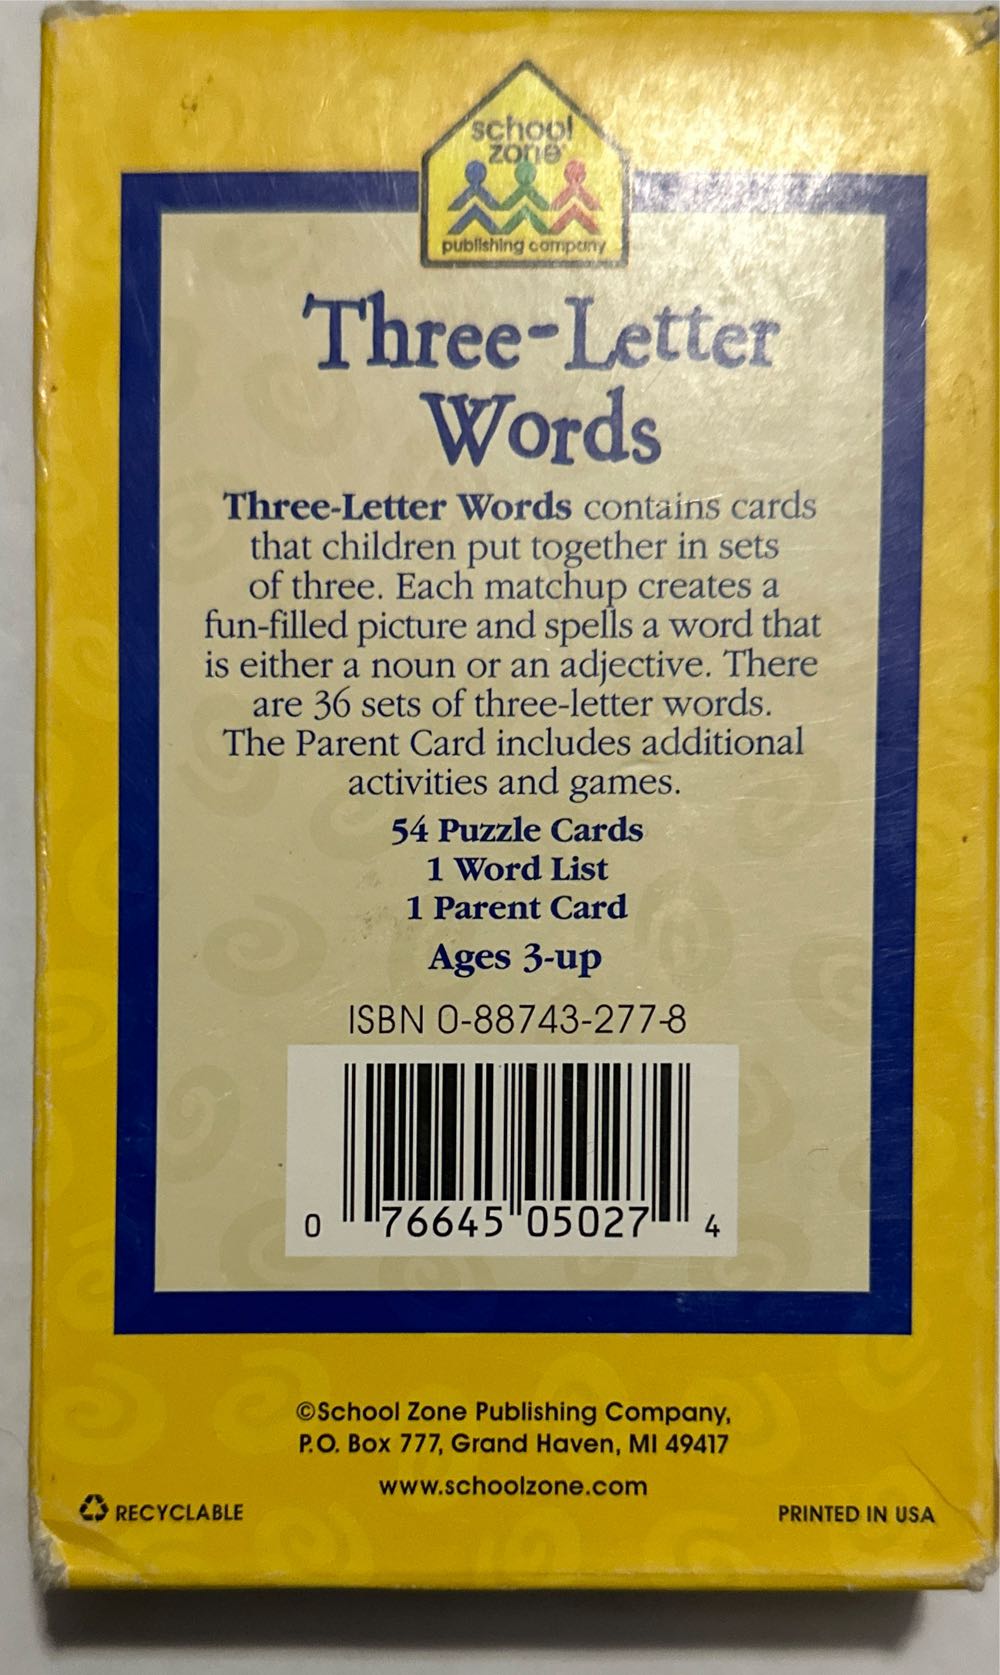 school
zone
publishing company
Three-Letter
Words
Three-Letter Words contains cards
that children put together in sets
of three. Each matchup creates a
fun-filled picture and spells a word that
is either a noun or an adjective. There
are 36 sets of three-letter words.
The Parent Card includes additional
activities and games.
54 Puzzle Cards
1 Word List
1 Parent Card
Ages 3-up
ISBN 0-88743-277-8
0 76645 05027 4
©School Zone Publishing Company,
P.O. Box 777, Grand Haven, MI 49417
www.schoolzone.com
RECYCLABLE
PRINTED IN USA